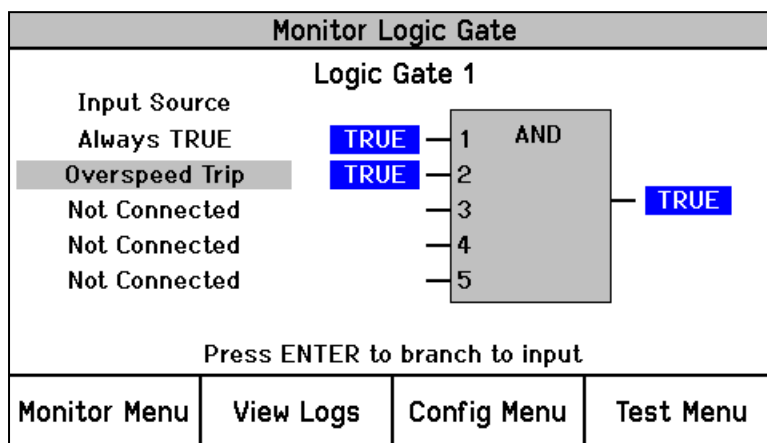 Monitor Logic Gate
Logic Gate 1
Input Source
Always TRUE TRUE 1 AND
Overspeed Trip TRUE 2
TRUE
Not Connected 3
Not Connected 4
Not Connected 5
Press ENTER to branch to input
Monitor Menu View Logs Config Menu Test Menu